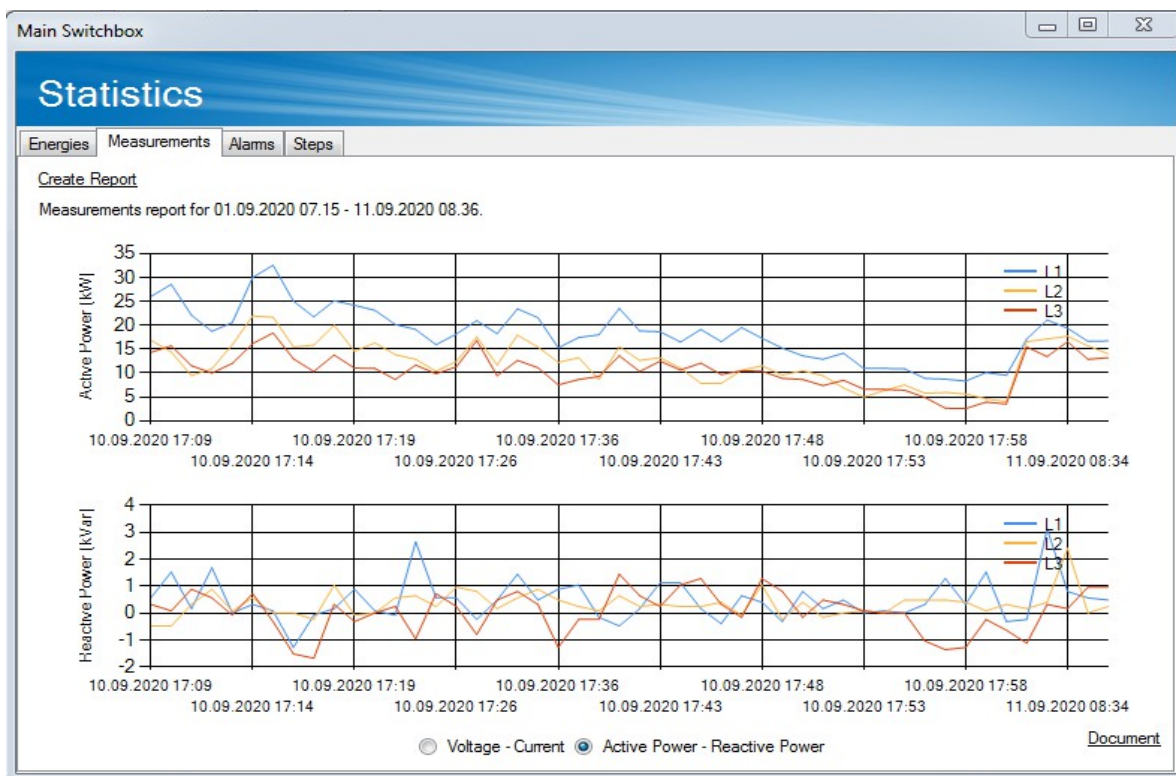 Main Switchbox
Statistics
Energies Measurements Alarms Steps
Create Report
Measurements report for 01.09.2020 07.15 - 11.09.2020 08.36.
Active Power [kW]
35
30
25
20
15
10
5
0
L1
L2
L3
10.09.2020 17:09 10.09.2020 17:19 10.09.2020 17:36 10.09.2020 17:48 10.09.2020 17:58
10.09.2020 17:14 10.09.2020 17:26 10.09.2020 17:43 10.09.2020 17:53 11.09.2020 08:34
Reactive Power [kVar]
4
3
2
1
0
-1
-2
L1
L2
L3
10.09.2020 17:09 10.09.2020 17:19 10.09.2020 17:36 10.09.2020 17:48 10.09.2020 17:58
10.09.2020 17:14 10.09.2020 17:26 10.09.2020 17:43 10.09.2020 17:53 11.09.2020 08:34
Voltage - Current Active Power - Reactive Power
Document